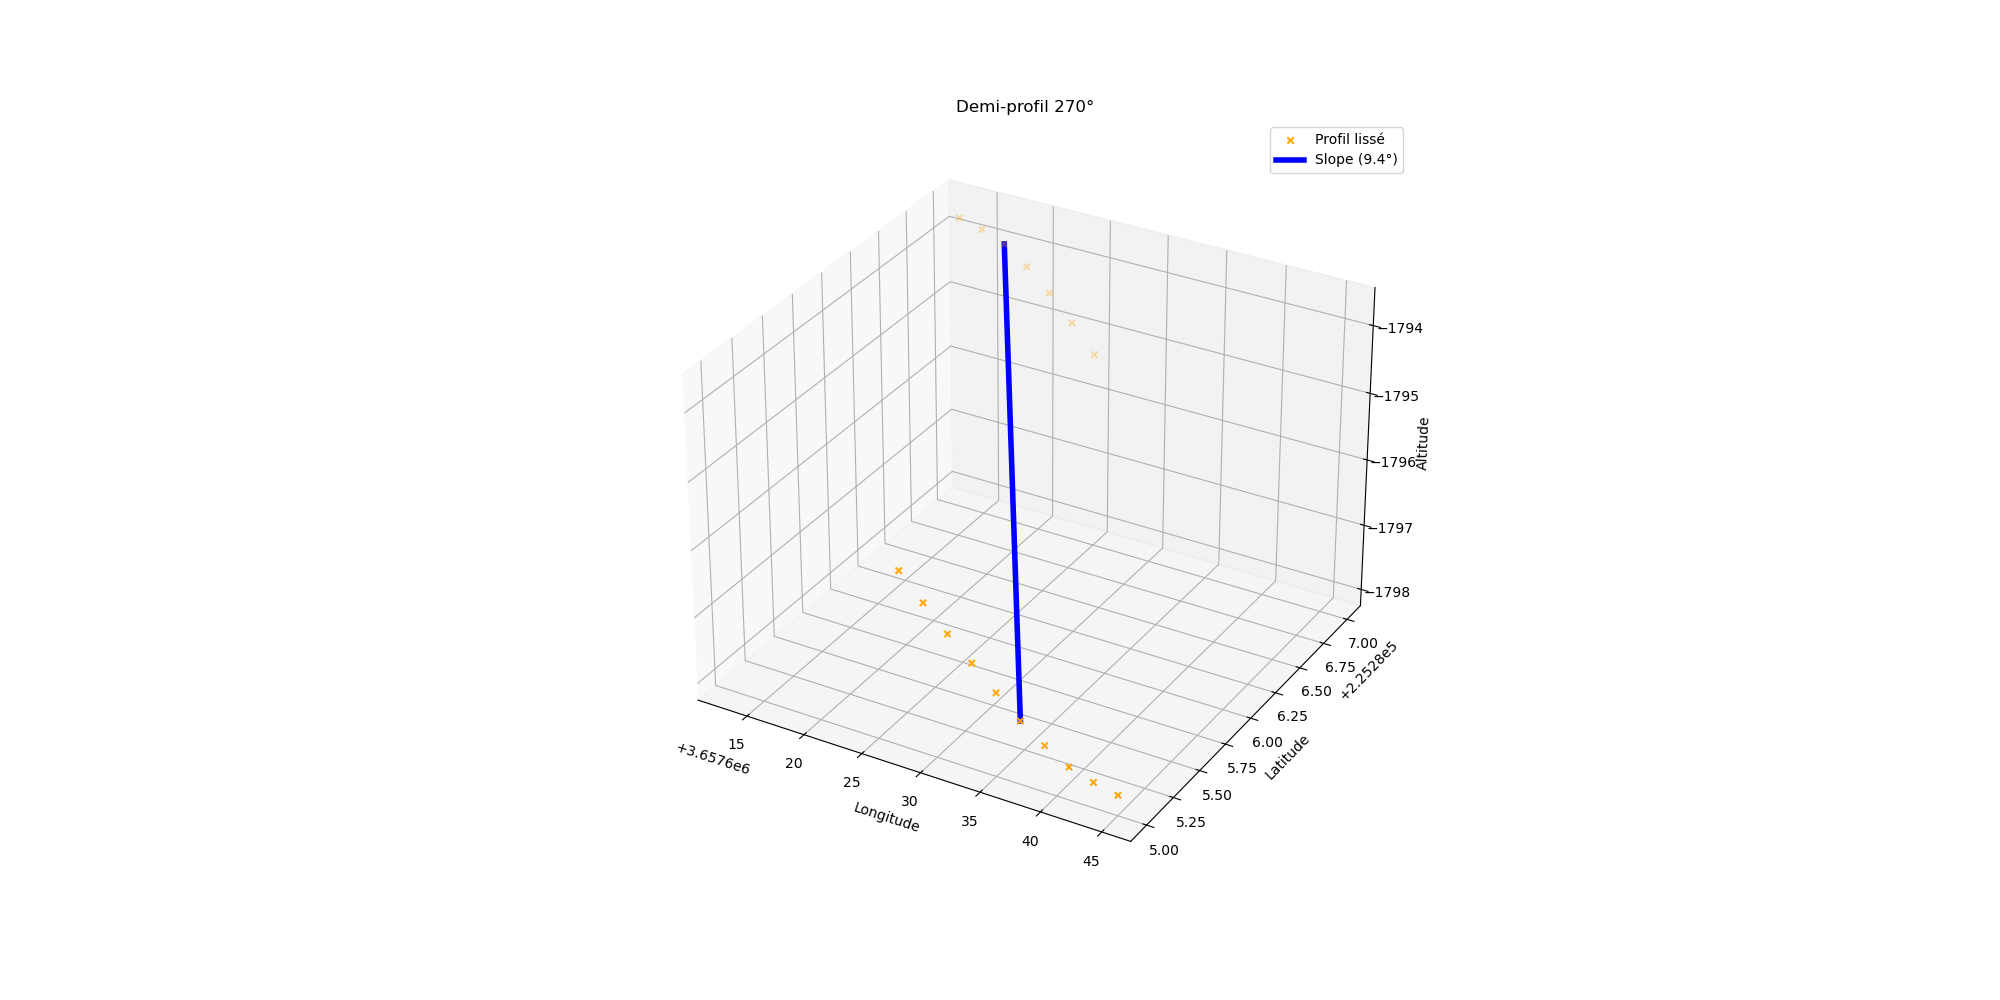 Demi-profil 270°
Profil lissé
Slope (9.4°)
−1794
−1795
−1796
−1797
−1798
Altitude
7.00
6.75
6.50
6.25
6.00
5.75
5.50
5.25
5.00
+2.2528e5
Latitude
15
20
25
30
35
40
45
+3.6576e6
Longitude